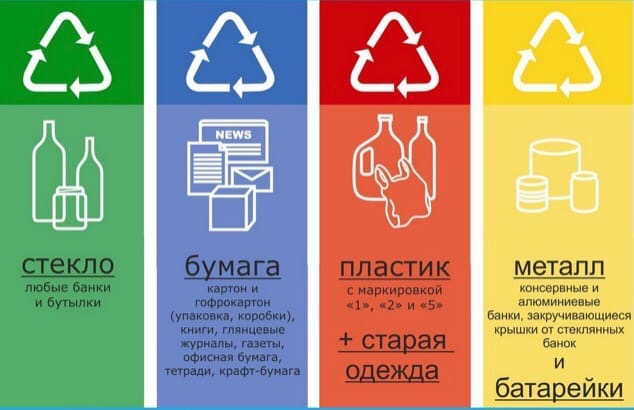 стекло
любые банки
и бутылки
NEWS
бумага
картон и
гофрокартон
(упаковка, коробки),
книги, глянцевые
журналы, газеты,
офисная бумага,
тетради, крафт-бумага
пластик
с маркировкой
«1», «2» и «5»
+ старая
одежда
металл
консервные и
алюминиевые
банки, закручивающиеся
крышки от стеклянных
банок
и
батарейки